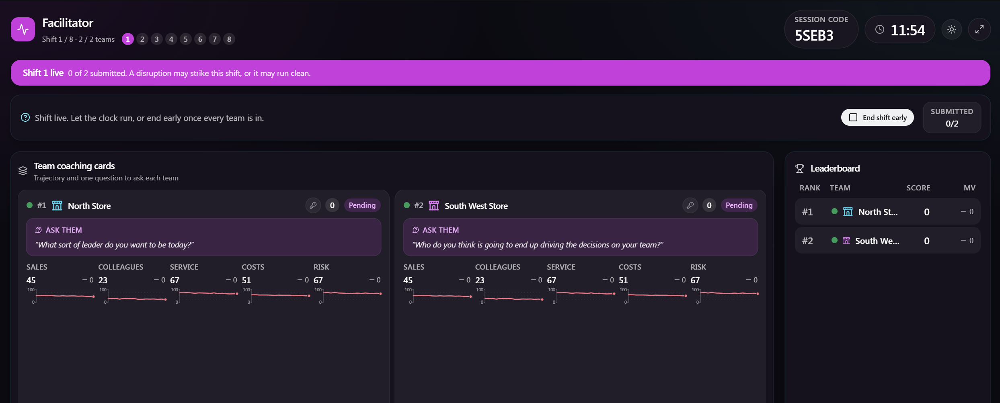 Facilitator
Shift 1 / 8 · 2 / 2 teams 1 2 3 4 5 6 7 8
SESSION CODE
5SEB3
11:54
Shift 1 live 0 of 2 submitted. A disruption may strike this shift, or it may run clean.
Shift live. Let the clock run, or end early once every team is in.
End shift early
SUBMITTED
0/2
Team coaching cards
Trajectory and one question to ask each team
#1 North Store 0 Pending
ASK THEM
“What sort of leader do you want to be today?”
SALES COLLEAGUES SERVICE COSTS RISK
45 – 0 23 – 0 67 – 0 51 – 0 67 – 0
100 100 100 100 100
0 0 0 0 0
#2 South West Store 0 Pending
ASK THEM
“Who do you think is going to end up driving the decisions on your team?”
SALES COLLEAGUES SERVICE COSTS RISK
45 – 0 23 – 0 67 – 0 51 – 0 67 – 0
100 100 100 100 100
0 0 0 0 0
Leaderboard
RANK TEAM SCORE MV
#1 North St... 0 – 0
#2 South We... 0 – 0